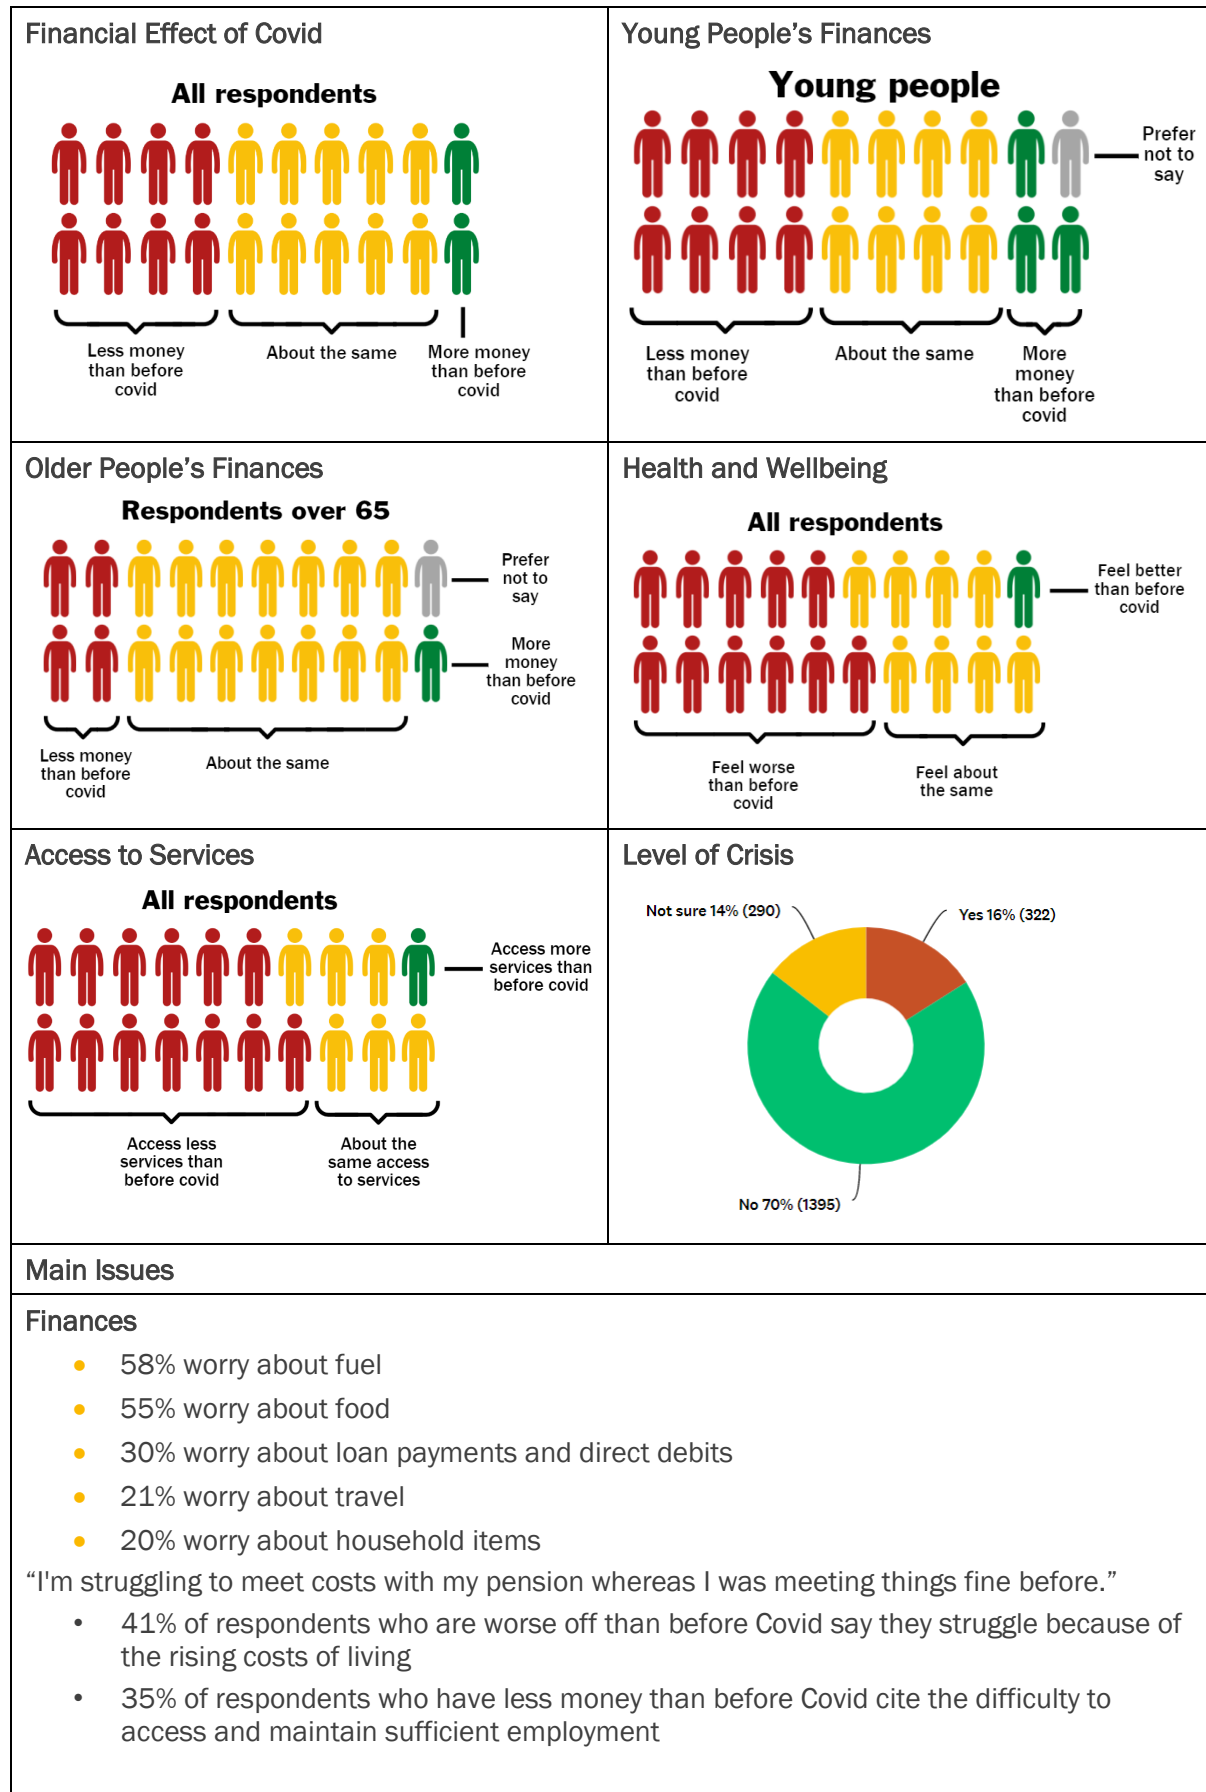 Financial Effect of Covid
All respondents
Less money
than before
covid
About the same
More money
than before
covid
Young People’s Finances
Young people
Prefer
not to
say
Less money
than before
covid
About the same
More
money
than before
covid
Older People’s Finances
Respondents over 65
Prefer
not to
say
More
money
than before
covid
Less money
than before
covid
About the same
Health and Wellbeing
All respondents
Feel better
than before
covid
Feel worse
than before
covid
Feel about
the same
Access to Services
All respondents
Access more
services than
before covid
Access less
services than
before covid
About the
same access
to services
Level of Crisis
Not sure 14% (290)
Yes 16% (322)
No 70% (1395)
Main Issues
Finances
• 58% worry about fuel
• 55% worry about food
• 30% worry about loan payments and direct debits
• 21% worry about travel
• 20% worry about household items
“I'm struggling to meet costs with my pension whereas I was meeting things fine before.”
• 41% of respondents who are worse off than before Covid say they struggle because of
the rising costs of living
• 35% of respondents who have less money than before Covid cite the difficulty to
access and maintain sufficient employment